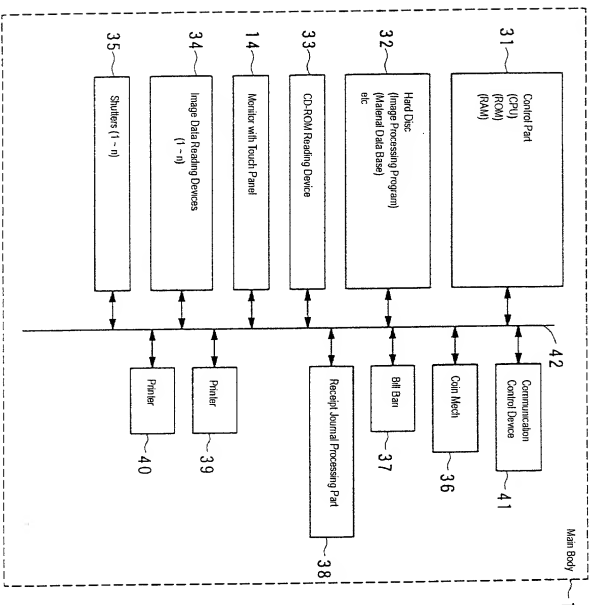 Main Body
42
31
Control Part
(CPU)
(ROM)
(RAM)
Communication
Control Device
41
Coin Mech
36
32
Hard Disc
(Image Processing Program)
(Material Data Base)
etc
Bill Bari
37
33
CD-ROM Reading Device
Receipt Journal Processing Part
38
14
Monitor with Touch Panel
Printer
39
34
Image Data Reading Devices
(1 ~ n)
Printer
40
35
Shutters (1 ~ n)